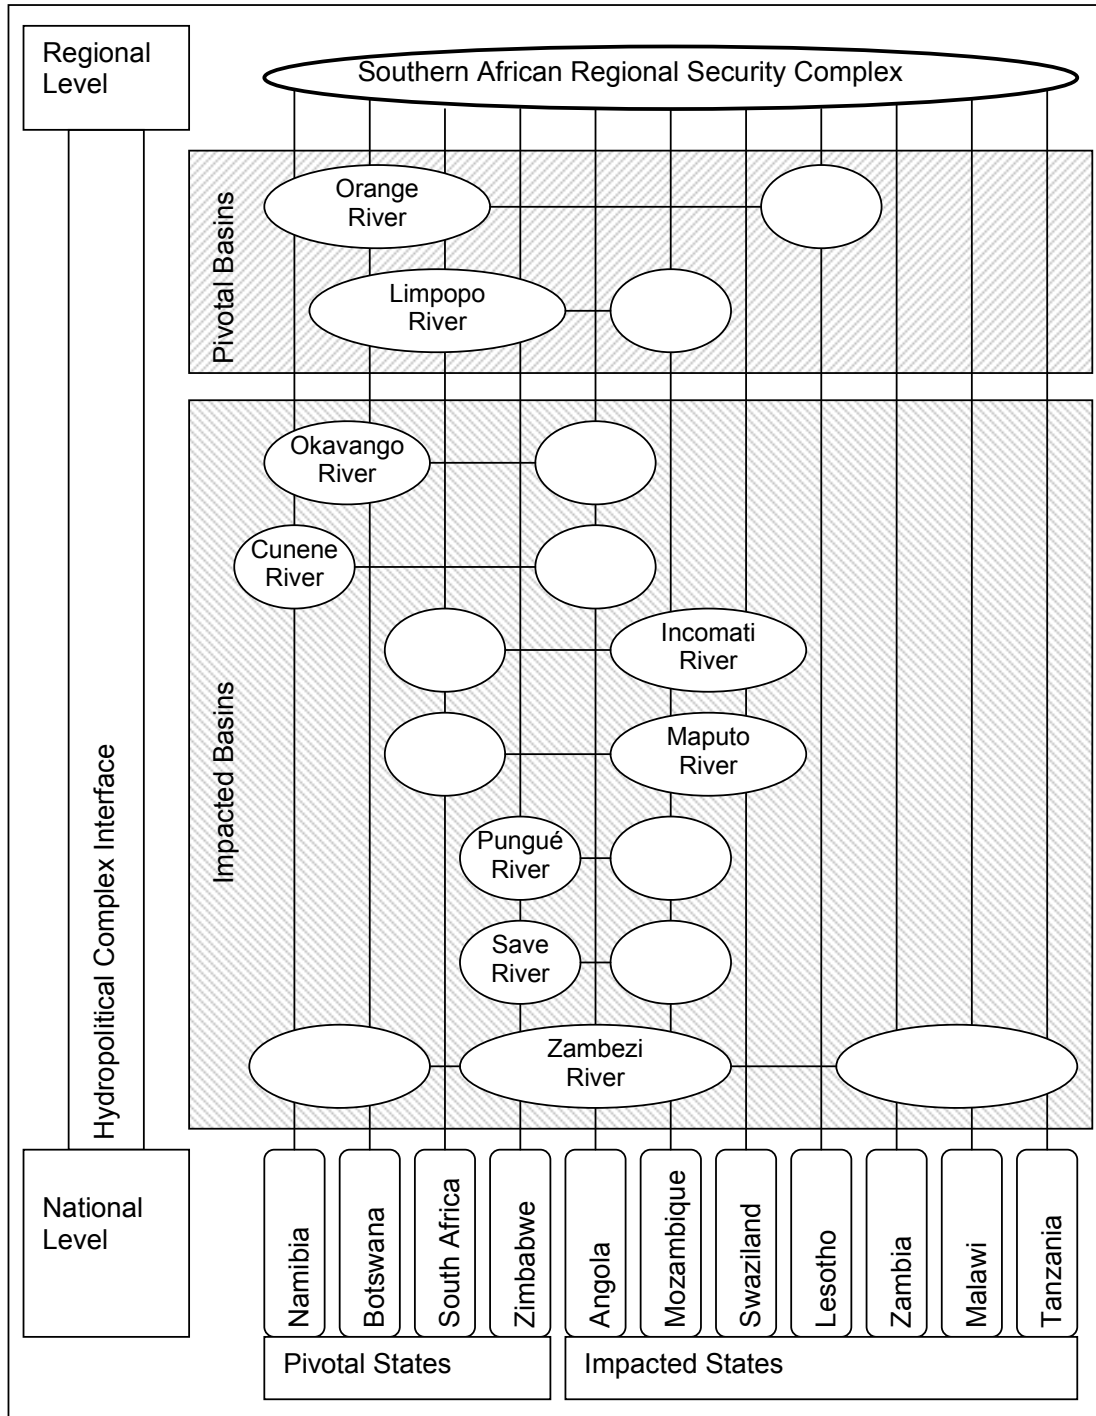 Regional
Level
Southern African Regional Security Complex
Pivotal Basins
Orange
River
Limpopo
River
Impacted Basins
Okavango
River
Cunene
River
Incomati
River
Maputo
River
Pungué
River
Save
River
Zambezi
River
Hydropolitical Complex Interface
National
Level
Namibia
Botswana
South Africa
Zimbabwe
Angola
Mozambique
Swaziland
Lesotho
Zambia
Malawi
Tanzania
Pivotal States
Impacted States